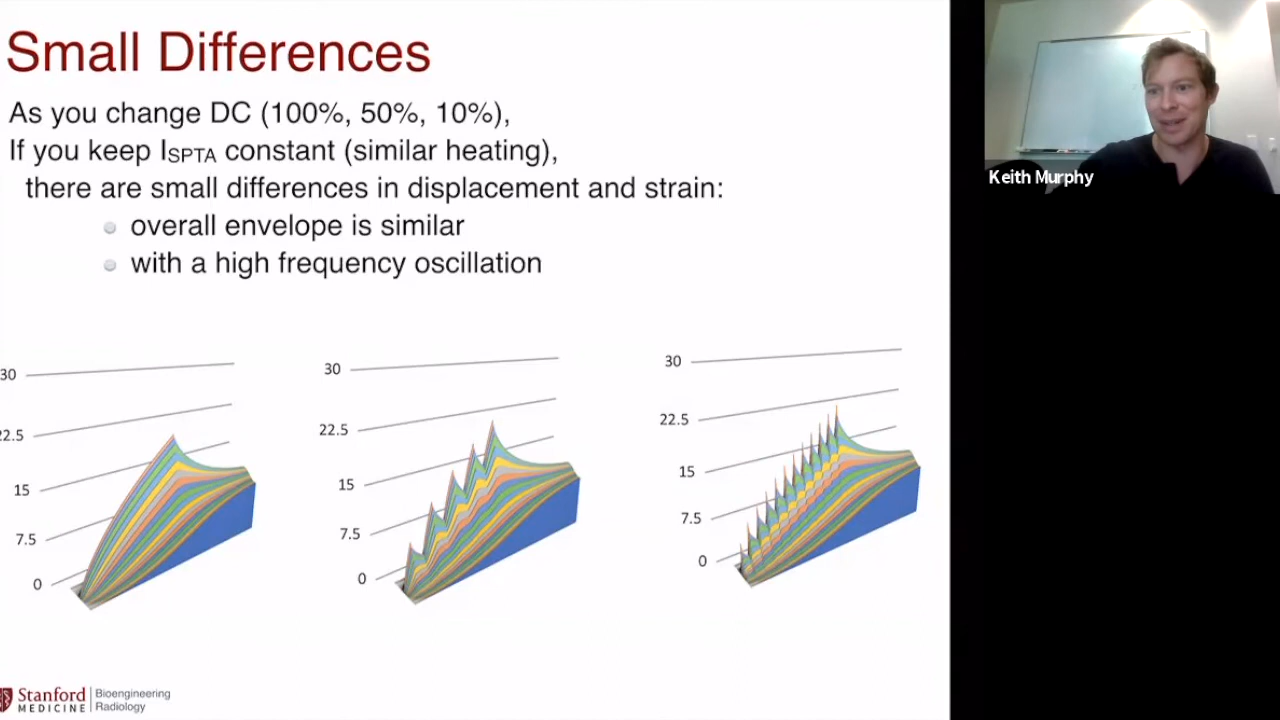 Small Differences
As you change DC (100%, 50%, 10%),
If you keep ISPTA constant (similar heating),
there are small differences in displacement and strain:
overall envelope is similar
with a high frequency oscillation
30
22.5
15
7.5
0
30
22.5
15
7.5
0
30
22.5
15
7.5
0
Stanford
MEDICINE
Bioengineering
Radiology
Keith Murphy